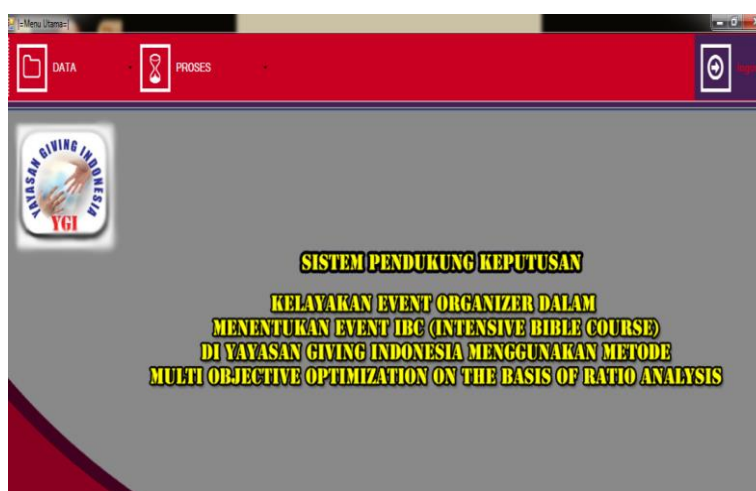 |=Menu Utama=|
DATA
PROSES
YAYASAN GIVING INDONESIA
YGI
SISTEM PENDUKUNG KEPUTUSAN
KELAYAKAN EVENT ORGANIZER DALAM
MENENTUKAN EVENT IBC (INTENSIVE BIBLE COURSE)
DI YAYASAN GIVING INDONESIA MENGGUNAKAN METODE
MULTI OBJECTIVE OPTIMIZATION ON THE BASIS OF RATIO ANALYSIS